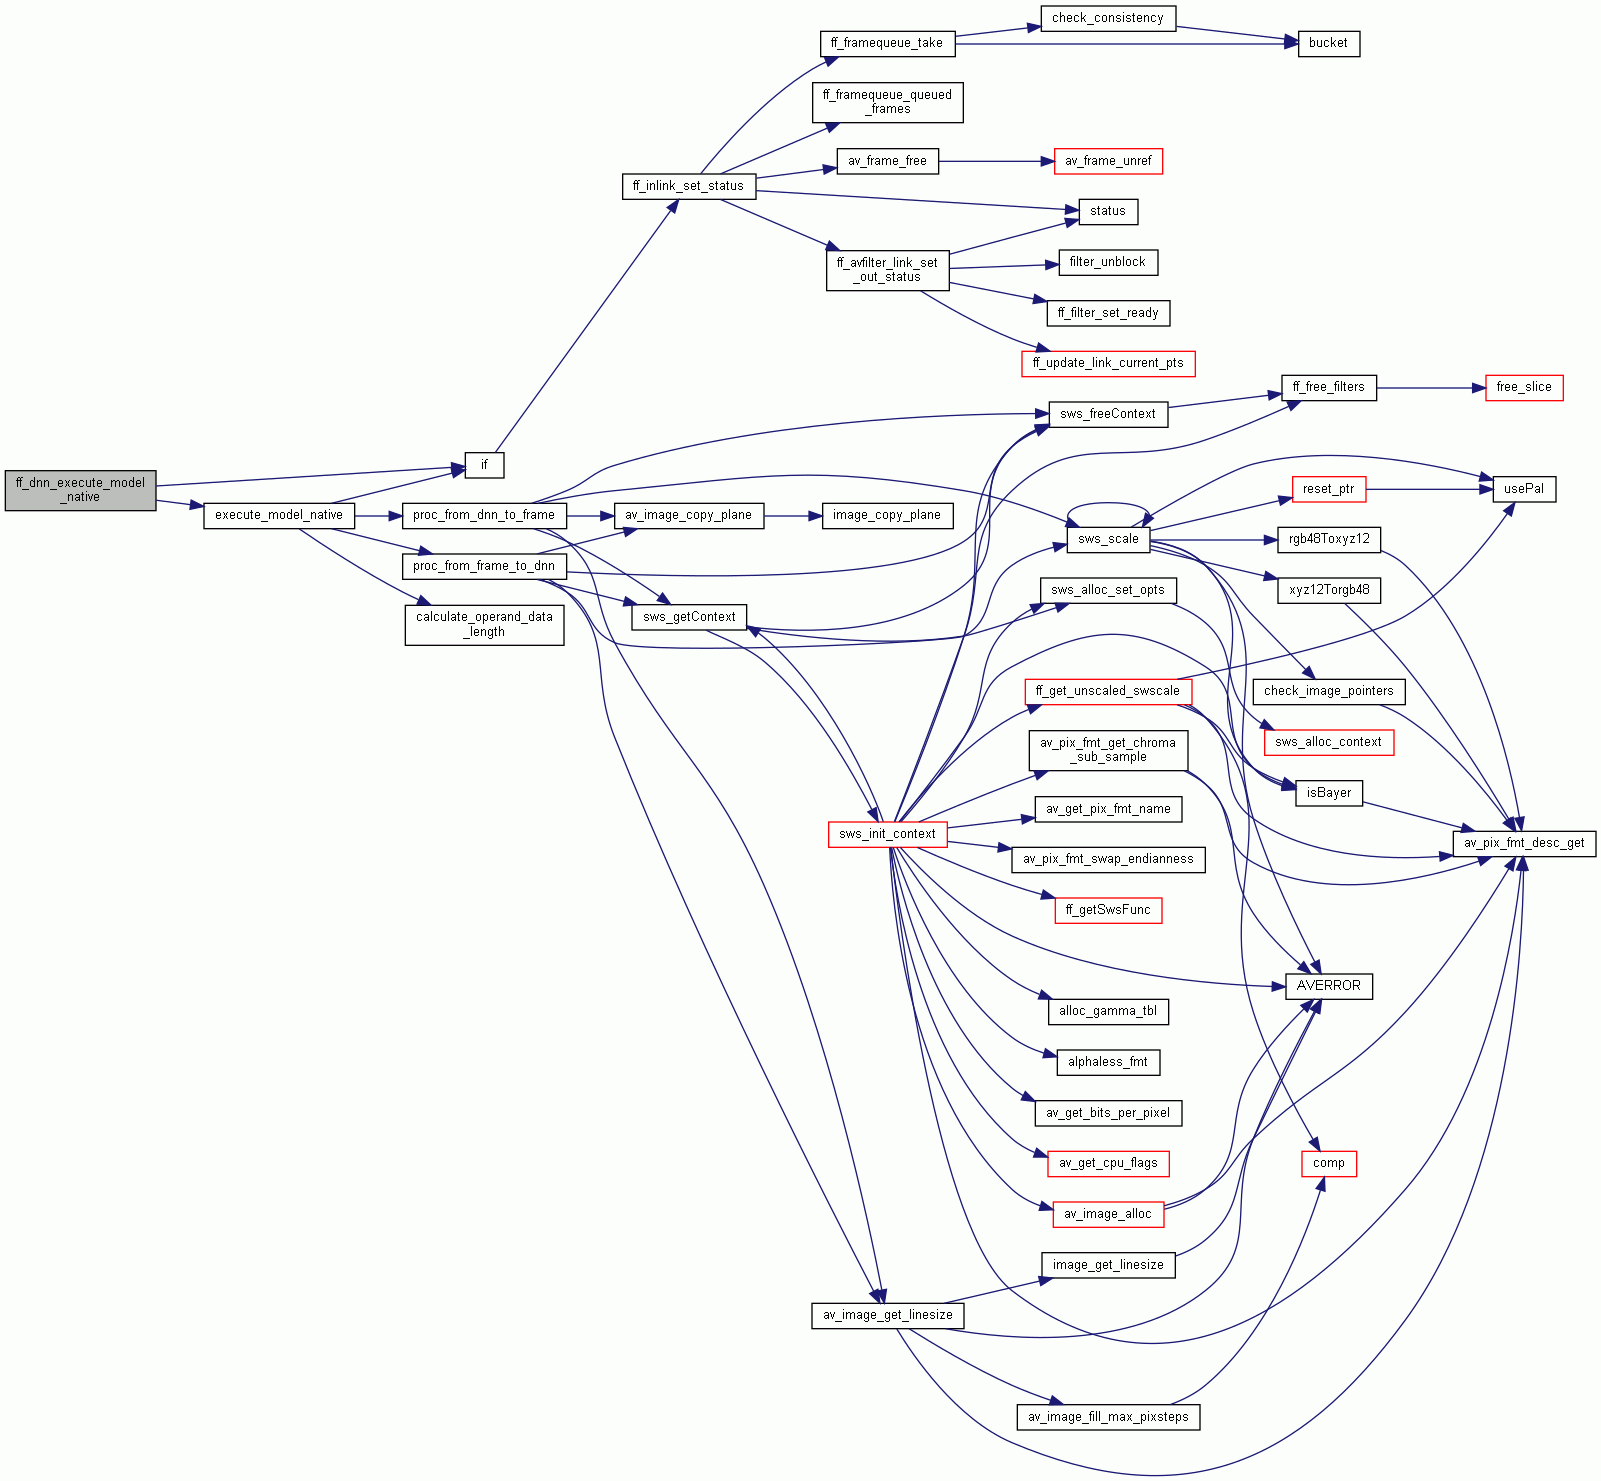 check_consistency
ff_framequeue_take
bucket
ff_framequeue_queued
_frames
av_frame_free
av_frame_unref
ff_inlink_set_status
status
ff_avfilter_link_set
_out_status
filter_unblock
ff_filter_set_ready
ff_update_link_current_pts
ff_free_filters
free_slice
sws_freeContext
if
ff_dnn_execute_model
_native
execute_model_native
proc_from_dnn_to_frame
av_image_copy_plane
image_copy_plane
reset_ptr
usePal
sws_scale
rgb48Toxyz12
proc_from_frame_to_dnn
sws_alloc_set_opts
xyz12Torgb48
calculate_operand_data
_length
sws_getContext
ff_get_unscaled_swscale
check_image_pointers
av_pix_fmt_get_chroma
_sub_sample
sws_alloc_context
isBayer
av_get_pix_fmt_name
sws_init_context
av_pix_fmt_desc_get
av_pix_fmt_swap_endianness
ff_getSwsFunc
AVERROR
alloc_gamma_tbl
alphaless_fmt
av_get_bits_per_pixel
av_get_cpu_flags
comp
av_image_alloc
image_get_linesize
av_image_get_linesize
av_image_fill_max_pixsteps